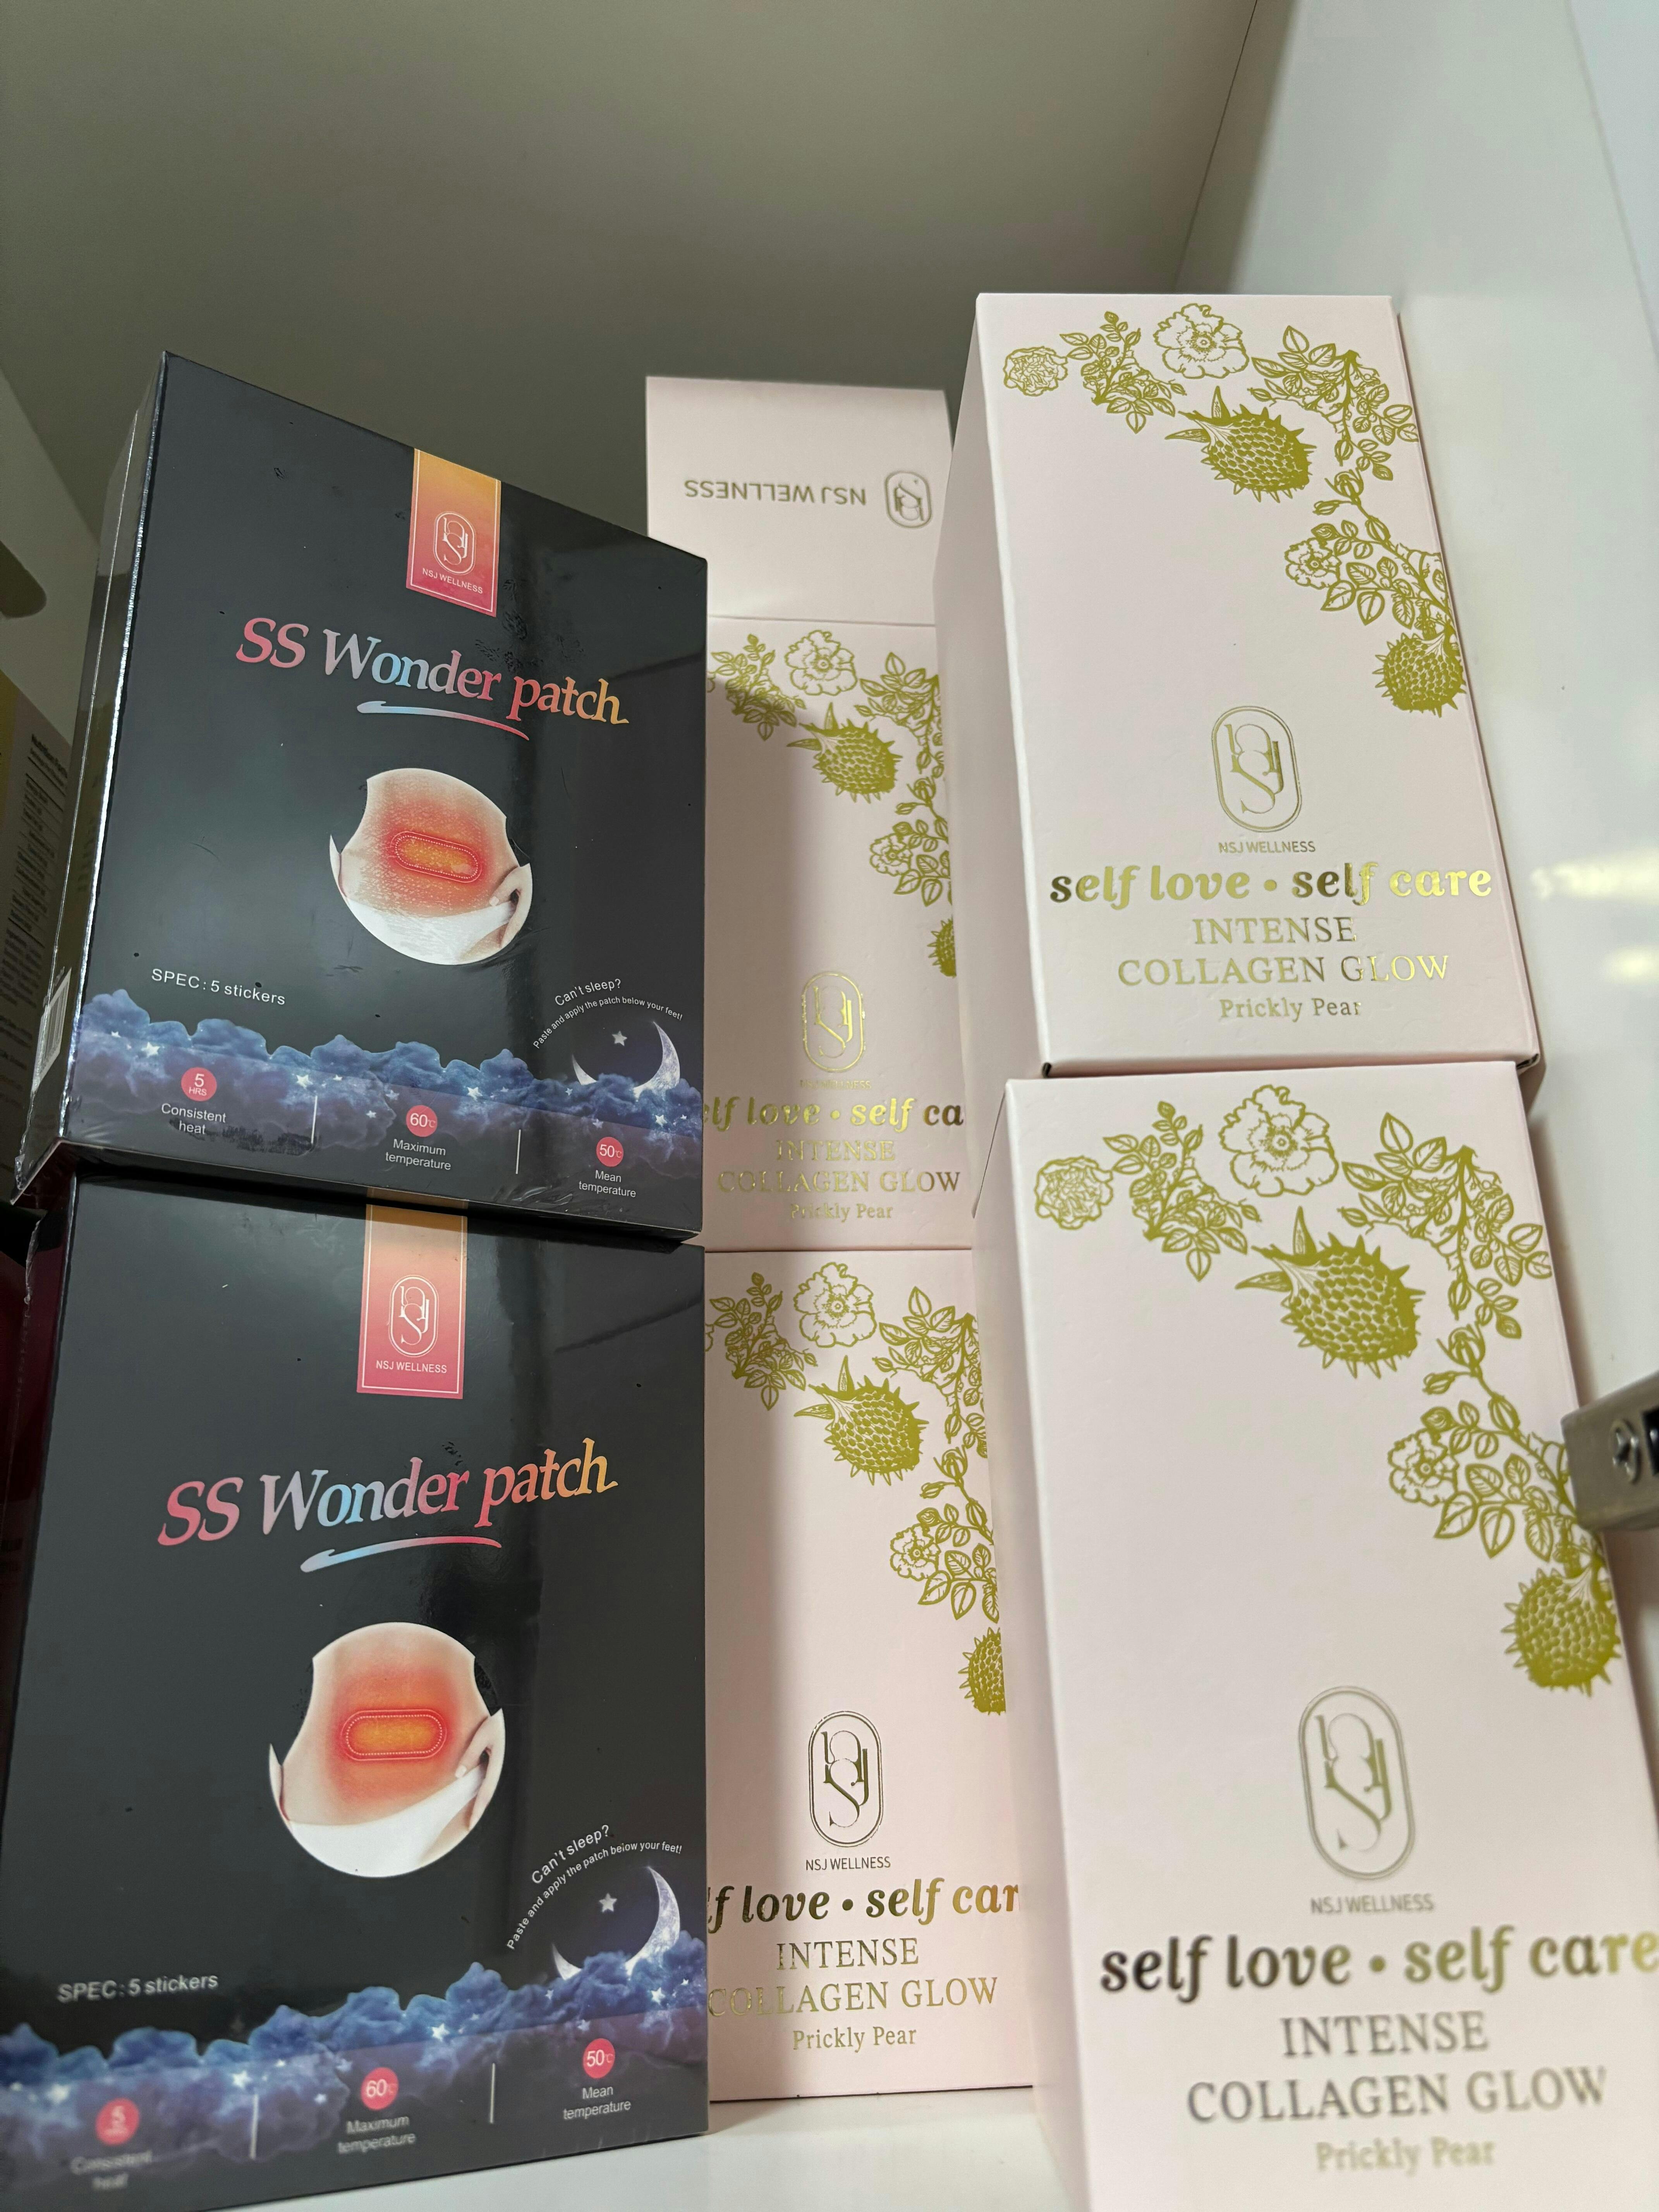 NSJ WELLNESS
SS Wonder patch
SPEC : 5 stickers
Can't sleep?
Paste and apply the patch below your feet!
5
HRS
Consistent
heat
60℃
Maximum
temperature
50℃
Mean
temperature
NSJ WELLNESS
SS Wonder patch
SPEC : 5 stickers
Can't sleep?
Paste and apply the patch below your feet!
5
Consistent
heat
60℃
Maximum
temperature
50℃
Mean
temperature
NSJ WELLNESS
NSJ WELLNESS
lf love • self ca
INTENSE
COLLAGEN GLOW
Prickly Pear
NSJ WELLNESS
f love • self car
INTENSE
COLLAGEN GLOW
Prickly Pear
NSJ WELLNESS
self love • self care
INTENSE
COLLAGEN GLOW
Prickly Pear
NSJ WELLNESS
self love • self care
INTENSE
COLLAGEN GLOW
Prickly Pear